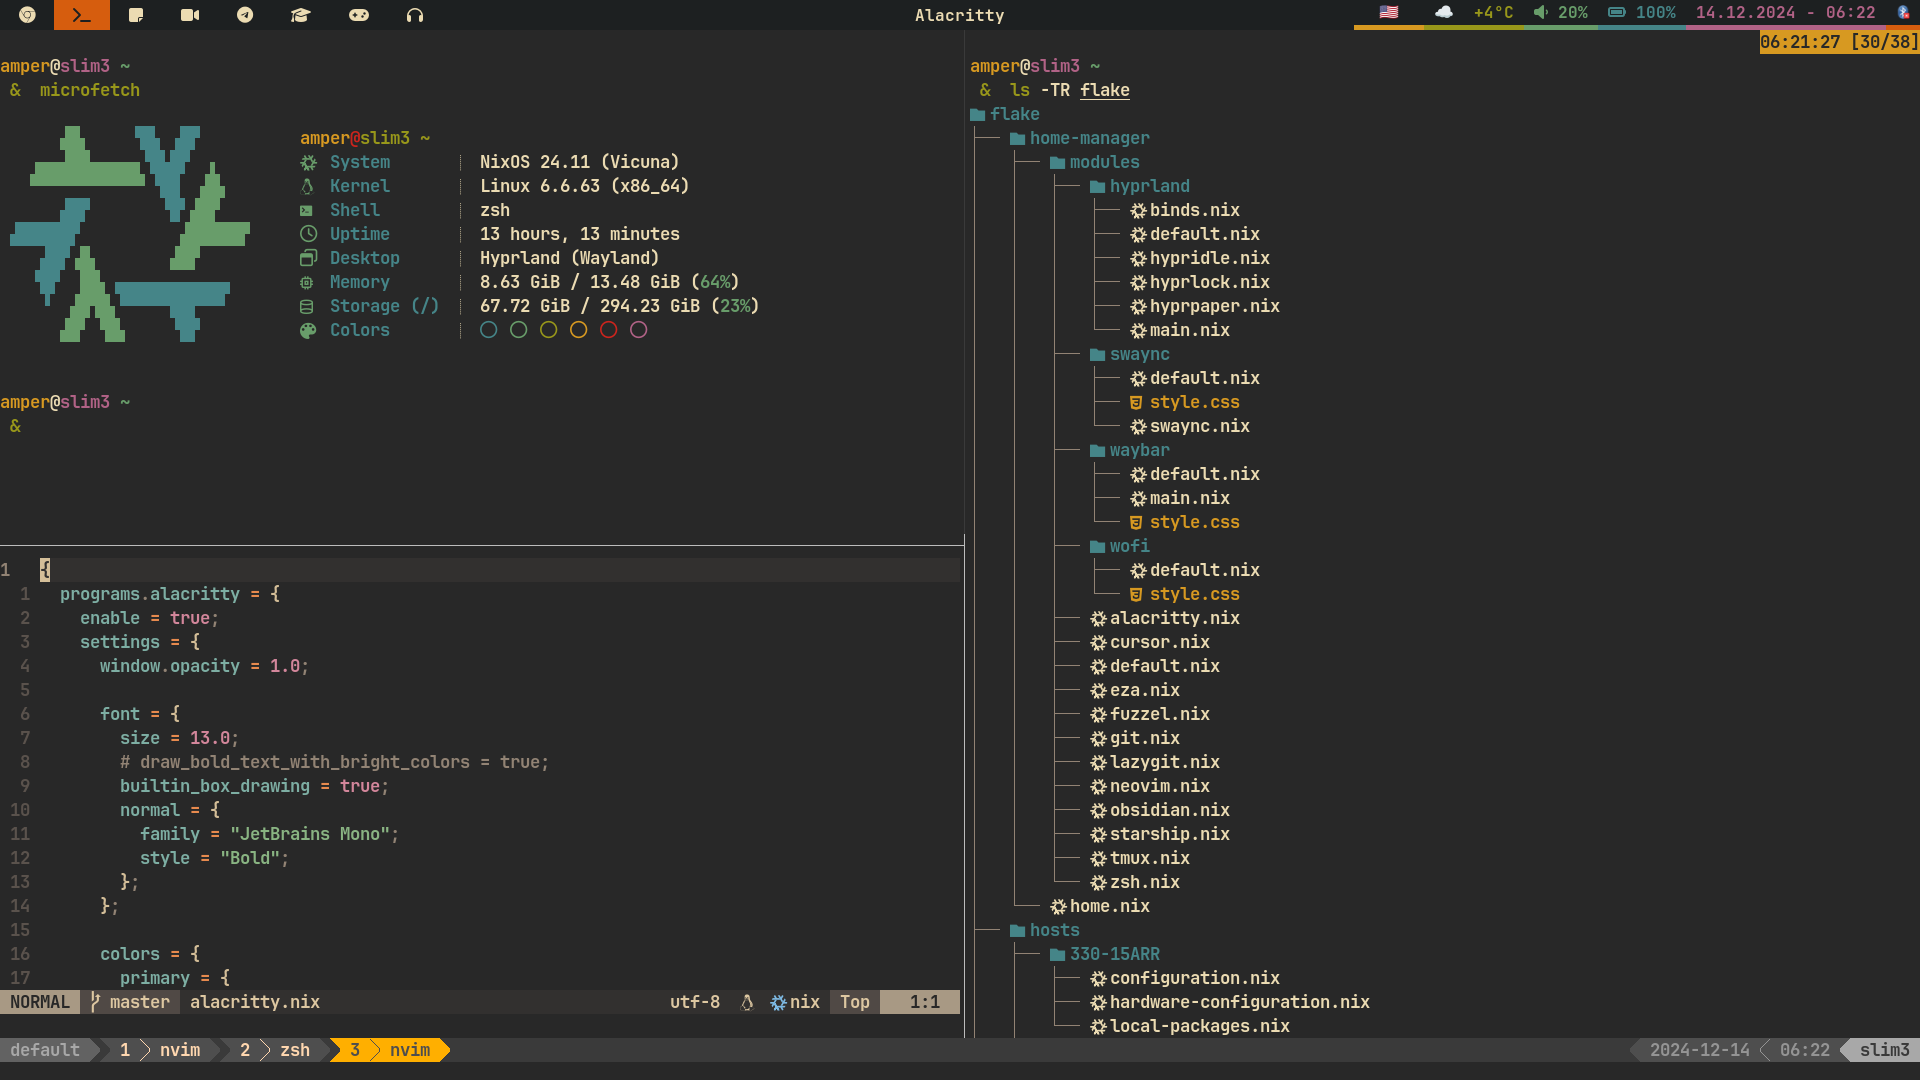 Alacritty
+4°C 20% 100% 14.12.2024 - 06:22
amper@slim3 ~
& microfetch
amper@slim3 ~
System NixOS 24.11 (Vicuna)
Kernel Linux 6.6.63 (x86_64)
Shell zsh
Uptime 13 hours, 13 minutes
Desktop Hyprland (Wayland)
Memory 8.63 GiB / 13.48 GiB (64%)
Storage (/) 67.72 GiB / 294.23 GiB (23%)
Colors
amper@slim3 ~
&
1 {
1 programs.alacritty = {
2 enable = true;
3 settings = {
4 window.opacity = 1.0;
5
6 font = {
7 size = 13.0;
8 # draw_bold_text_with_bright_colors = true;
9 builtin_box_drawing = true;
10 normal = {
11 family = "JetBrains Mono";
12 style = "Bold";
13 };
14 };
15
16 colors = {
17 primary = {
NORMAL master alacritty.nix utf-8 nix Top 1:1
06:21:27 [30/38]
amper@slim3 ~
& ls -TR flake
flake
home-manager
modules
hyprland
binds.nix
default.nix
hypridle.nix
hyprlock.nix
hyprpaper.nix
main.nix
swaync
default.nix
style.css
swaync.nix
waybar
default.nix
main.nix
style.css
wofi
default.nix
style.css
alacritty.nix
cursor.nix
default.nix
eza.nix
fuzzel.nix
git.nix
lazygit.nix
neovim.nix
obsidian.nix
starship.nix
tmux.nix
zsh.nix
home.nix
hosts
330-15ARR
configuration.nix
hardware-configuration.nix
local-packages.nix
default 1 nvim 2 zsh 3 nvim 2024-12-14 06:22 slim3